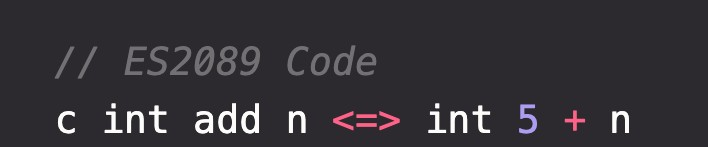 // ES2089 Code
c int add n <=> int 5 + n